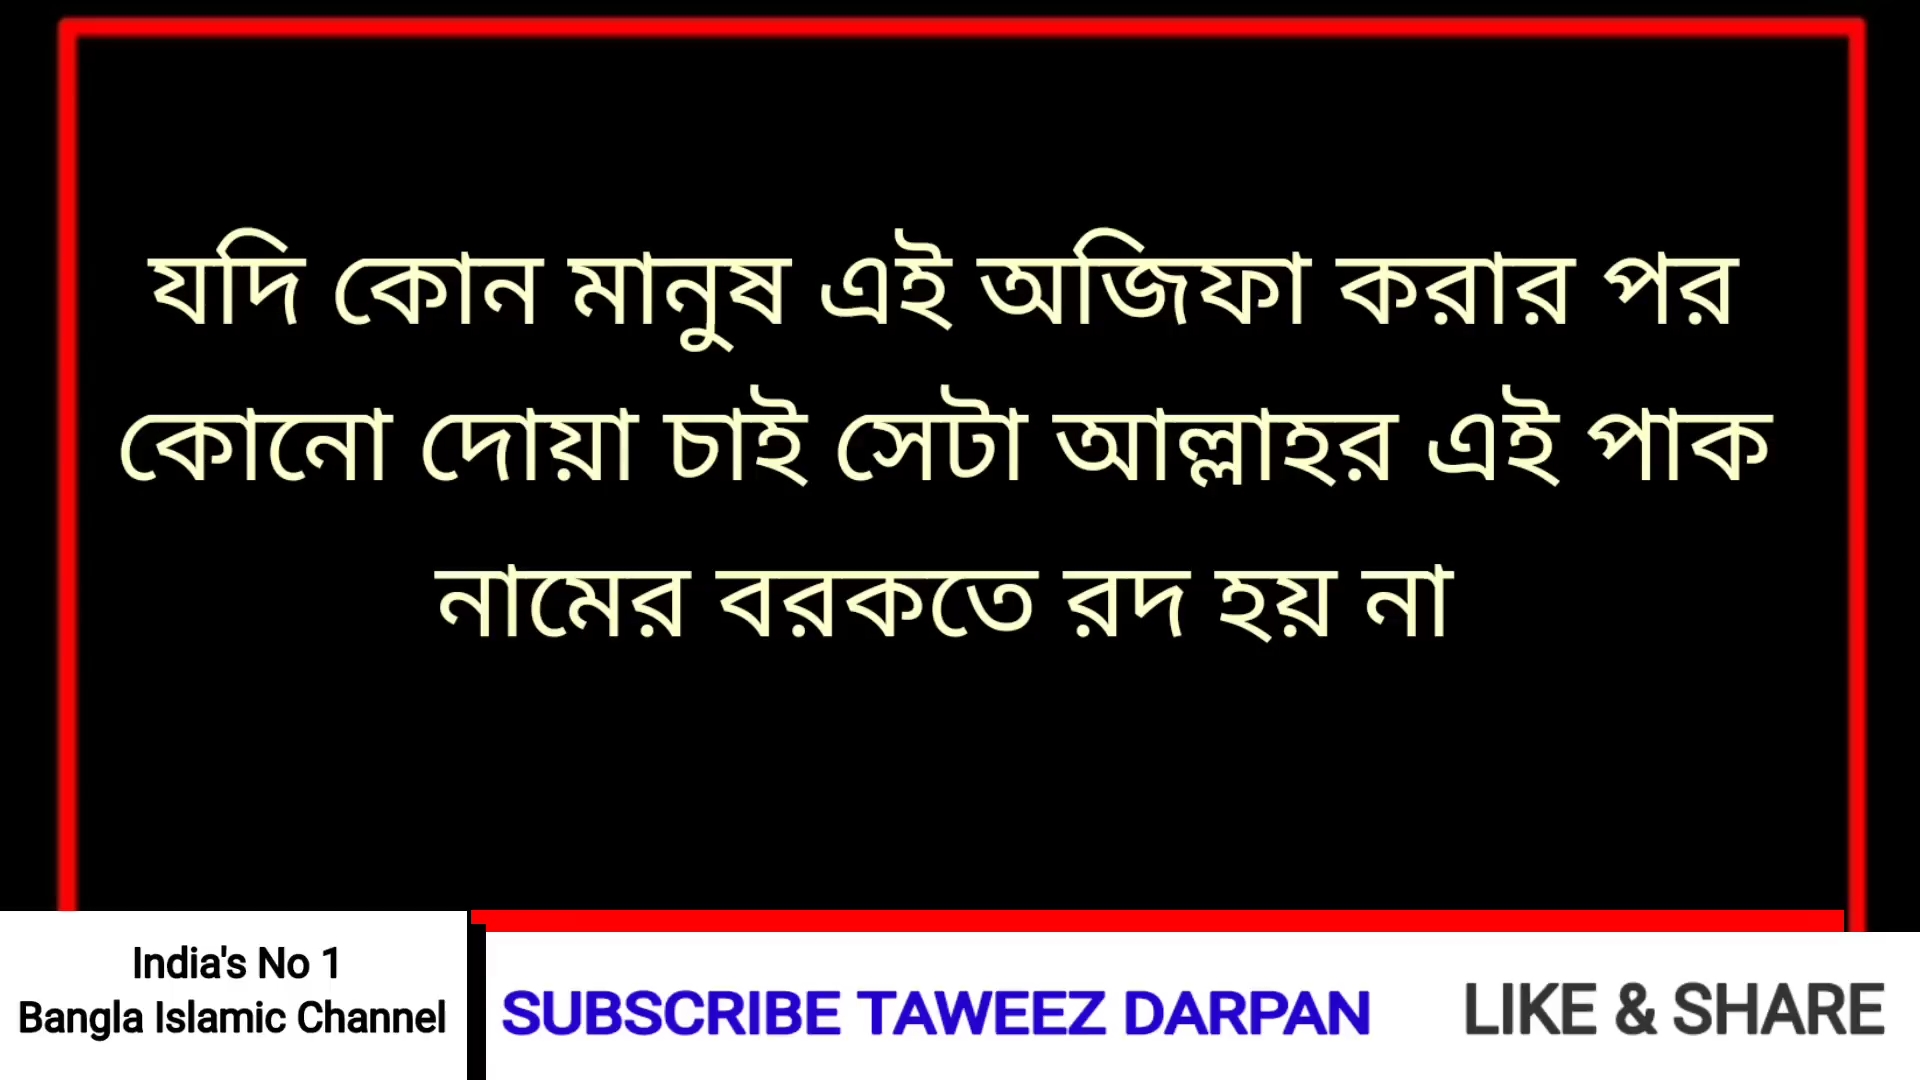 যদি কোন মানুষ এই অজিফা করার পর
কোনো দোয়া চাই সেটা আল্লাহর এই পাক
নামের বরকতে রদ হয় না
India's No 1
Bangla Islamic Channel
SUBSCRIBE TAWEEZ DARPAN
LIKE & SHARE